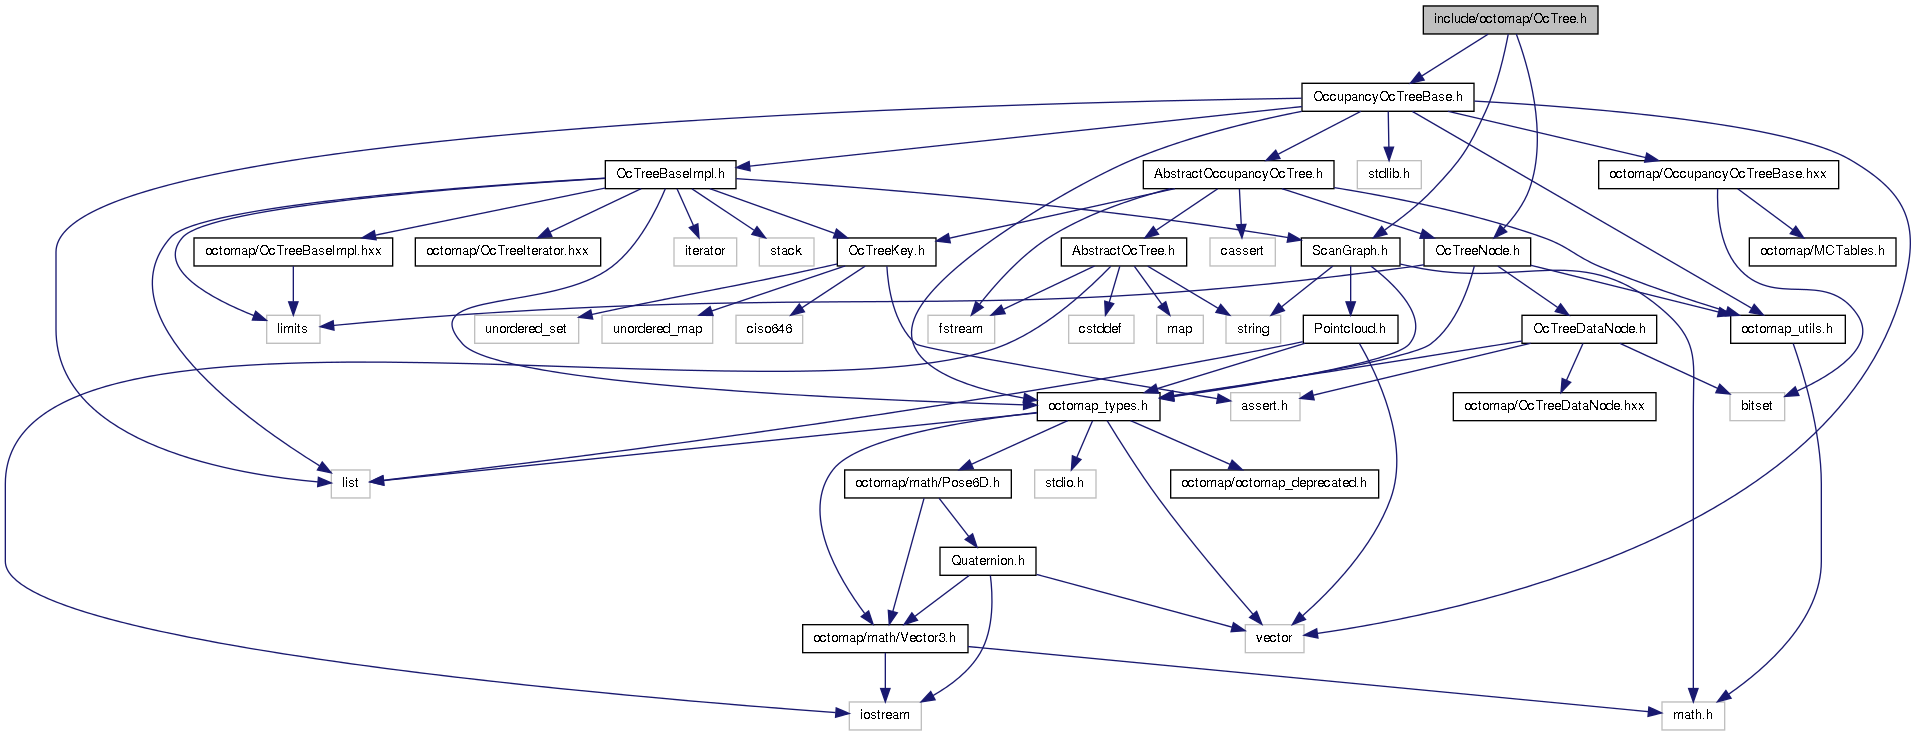 include/octomap/OcTree.h
OccupancyOcTreeBase.h
OcTreeBaseImpl.h
AbstractOccupancyOcTree.h
stdlib.h
octomap/OccupancyOcTreeBase.hxx
octomap/OcTreeBaseImpl.hxx
octomap/OcTreeIterator.hxx
iterator
stack
OcTreeKey.h
AbstractOcTree.h
cassert
ScanGraph.h
OcTreeNode.h
octomap/MCTables.h
limits
unordered_set
unordered_map
ciso646
fstream
cstddef
map
string
Pointcloud.h
OcTreeDataNode.h
octomap_utils.h
octomap_types.h
assert.h
octomap/OcTreeDataNode.hxx
bitset
list
octomap/math/Pose6D.h
stdio.h
octomap/octomap_deprecated.h
Quaternion.h
octomap/math/Vector3.h
vector
iostream
math.h